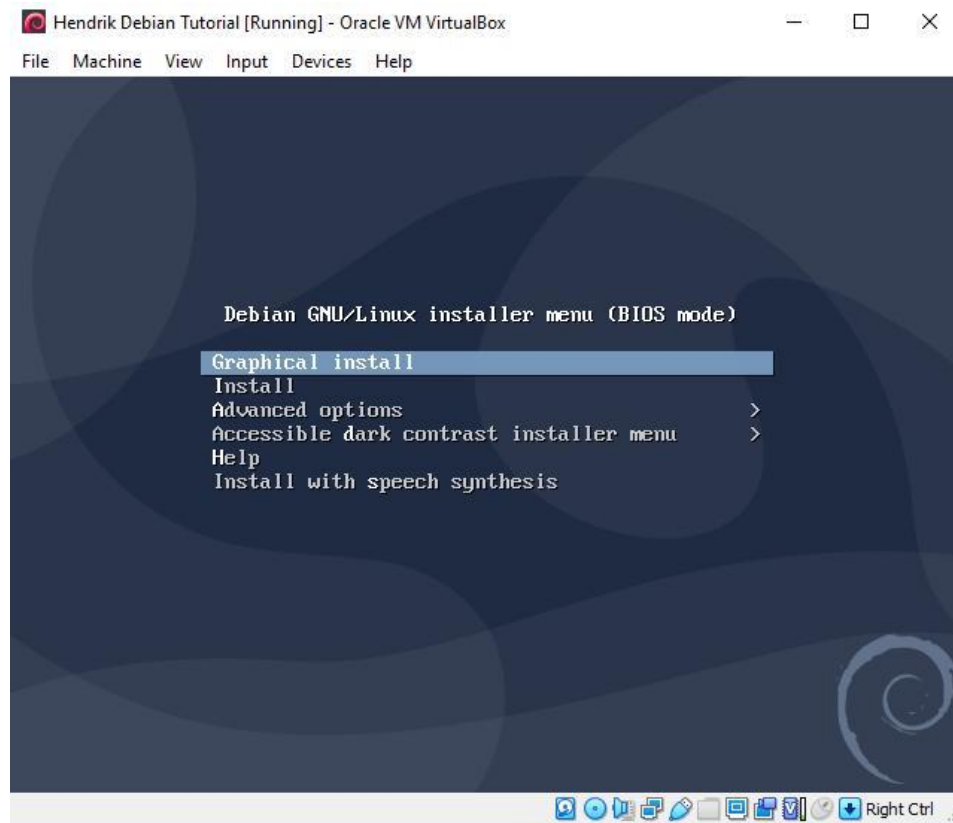 Hendrik Debian Tutorial [Running] - Oracle VM VirtualBox
File Machine View Input Devices Help
Debian GNU/Linux installer menu (BIOS mode)
Graphical install
Install
Advanced options >
Accessible dark contrast installer menu >
Help
Install with speech synthesis
Right Ctrl